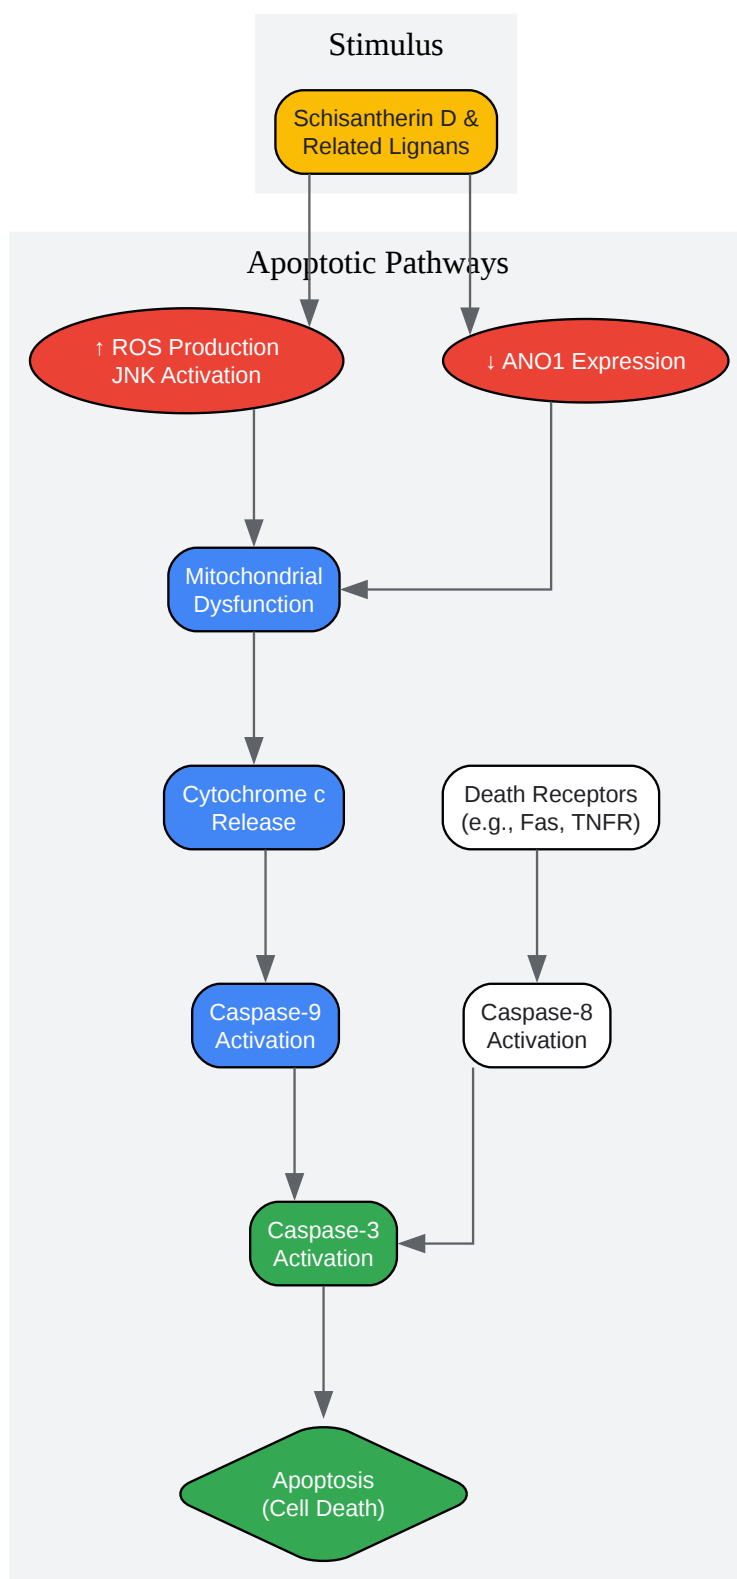 Stimulus
Schisantherin D &
Related Lignans
Apoptotic Pathways
↑ ROS Production
JNK Activation
↓ ANO1 Expression
Mitochondrial
Dysfunction
Cytochrome c
Release
Death Receptors
(e.g., Fas, TNFR)
Caspase-9
Activation
Caspase-8
Activation
Caspase-3
Activation
Apoptosis
(Cell Death)